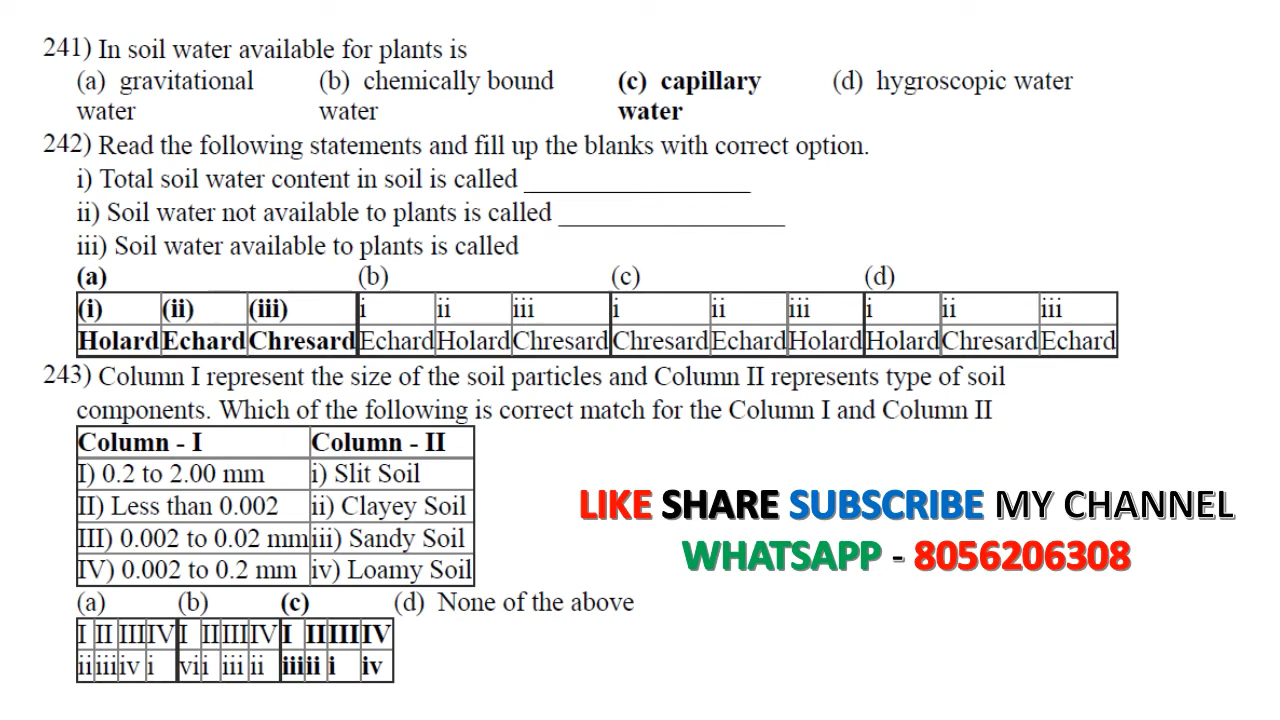 241) In soil water available for plants is
(a) gravitational water (b) chemically bound water (c) capillary water (d) hygroscopic water
242) Read the following statements and fill up the blanks with correct option.
i) Total soil water content in soil is called _________________
ii) Soil water not available to plants is called _________________
iii) Soil water available to plants is called
(a) (b) (c) (d)
(i) (ii) (iii) i ii iii i ii iii i ii iii
Holard Echard Chresard Echard Holard Chresard Chresard Echard Holard Holard Chresard Echard
243) Column I represent the size of the soil particles and Column II represents type of soil
components. Which of the following is correct match for the Column I and Column II
Column - I Column - II
I) 0.2 to 2.00 mm i) Slit Soil
II) Less than 0.002 ii) Clayey Soil
III) 0.002 to 0.02 mm iii) Sandy Soil
IV) 0.002 to 0.2 mm iv) Loamy Soil
LIKE SHARE SUBSCRIBE MY CHANNEL
WHATSAPP - 8056206308
(a) (b) (c) (d) None of the above
I II III IV I II III IV I II III IV
ii iii iv i vi i iii ii iii ii i iv